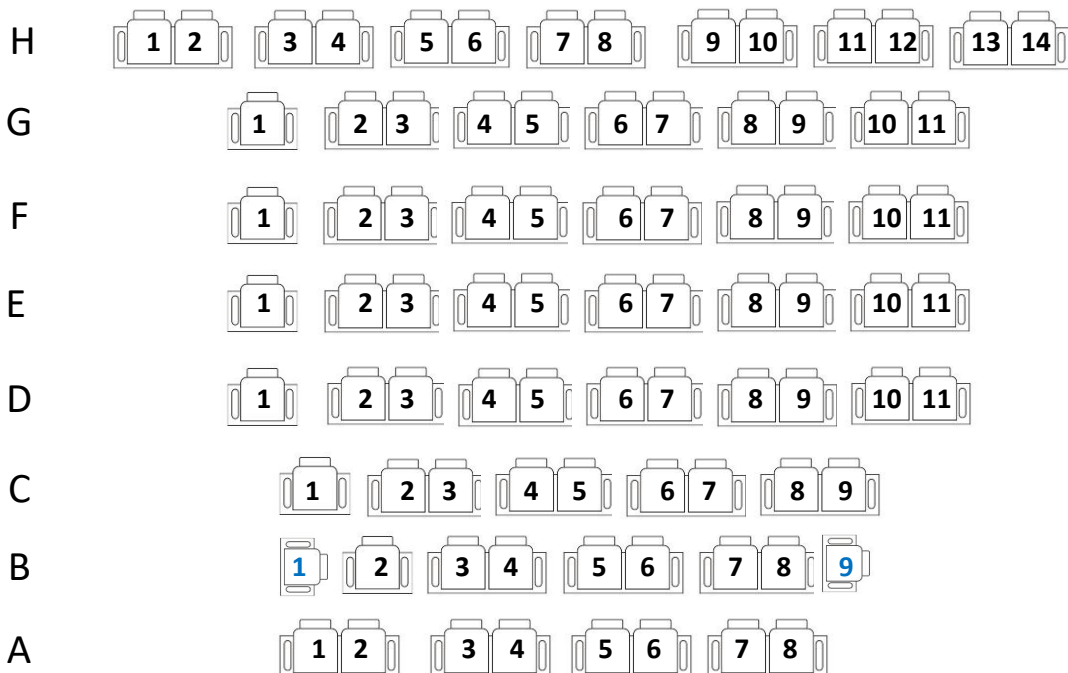 H 1 2 3 4 5 6 7 8 9 10 11 12 13 14
G 1 2 3 4 5 6 7 8 9 10 11
F 1 2 3 4 5 6 7 8 9 10 11
E 1 2 3 4 5 6 7 8 9 10 11
D 1 2 3 4 5 6 7 8 9 10 11
C 1 2 3 4 5 6 7 8 9
B 1 2 3 4 5 6 7 8 9
A 1 2 3 4 5 6 7 8